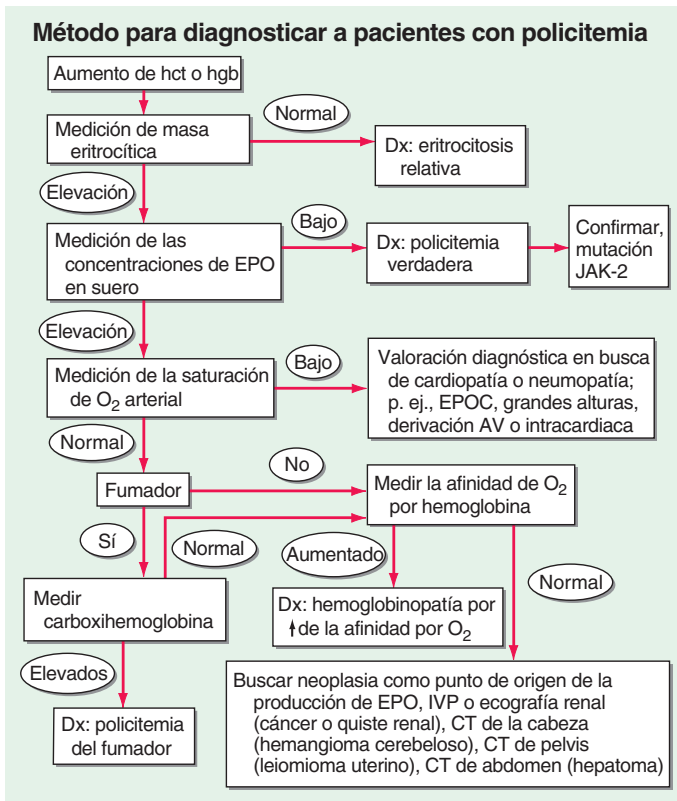 Método para diagnosticar a pacientes con policitemia
Aumento de hct o hgb
Normal
Medición de masa
eritrocítica
Dx: eritrocitosis
relativa
Elevación
Bajo
Medición de las
concentraciones de EPO
en suero
Dx: policitemia
verdadera
Confirmar,
mutación
JAK-2
Elevación
Bajo
Medición de la saturación
de O2 arterial
Valoración diagnóstica en busca
de cardiopatía o neumopatía;
p. ej., EPOC, grandes alturas,
derivación AV o intracardiaca
Normal
No
Fumador
Medir la afinidad de O2
por hemoglobina
Sí
Normal
Aumentado
Normal
Medir
carboxihemoglobina
Dx: hemoglobinopatía por
↑ de la afinidad por O2
Elevados
Dx: policitemia
del fumador
Buscar neoplasia como punto de origen de la
producción de EPO, IVP o ecografía renal
(cáncer o quiste renal), CT de la cabeza
(hemangioma cerebeloso), CT de pelvis
(leiomioma uterino), CT de abdomen (hepatoma)